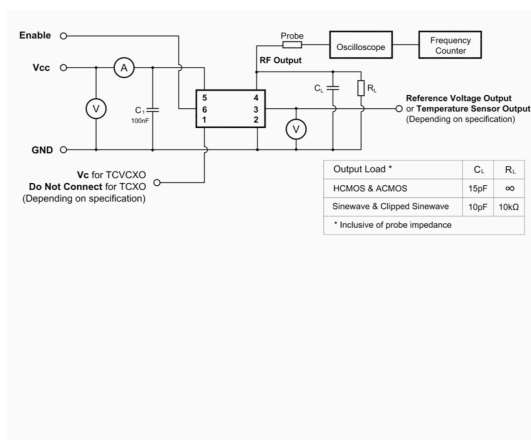 Enable
Probe
Oscilloscope
Frequency
Counter
RF Output
Vcc
A
V
C1
100nF
5 4
6 3
1 2
CL
RL
V
Reference Voltage Output
or Temperature Sensor Output
(Depending on specification)
GND
Vc for TCVCXO
Do Not Connect for TCXO
(Depending on specification)
Output Load * CL RL
HCMOS & ACMOS 15pF ∞
Sinewave & Clipped Sinewave 10pF 10kΩ
* Inclusive of probe impedance